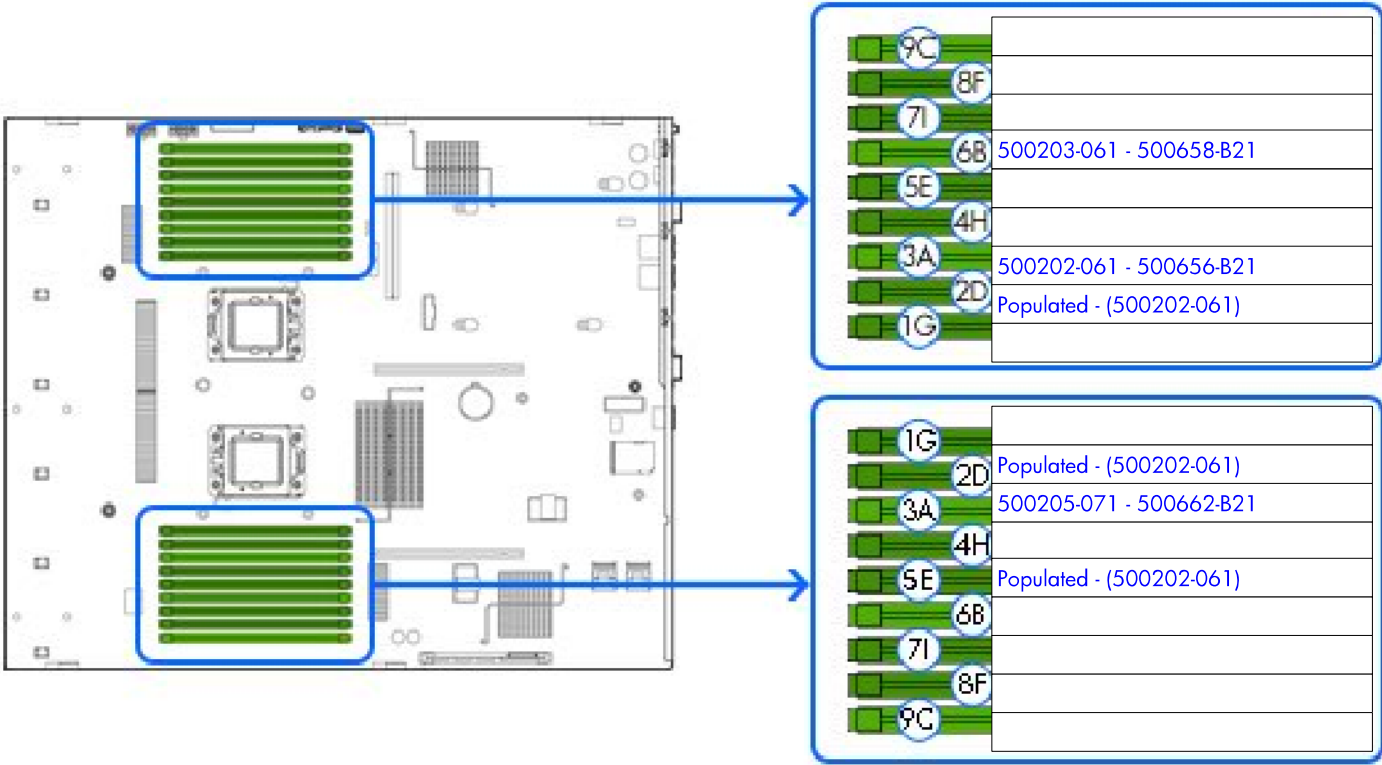 9C
8F
7I
6B 500203-061 - 500658-B21
5E
4H
3A 500202-061 - 500656-B21
2D Populated - (500202-061)
1G
1G
2D Populated - (500202-061)
3A 500205-071 - 500662-B21
4H
5E Populated - (500202-061)
6B
7I
8F
9C